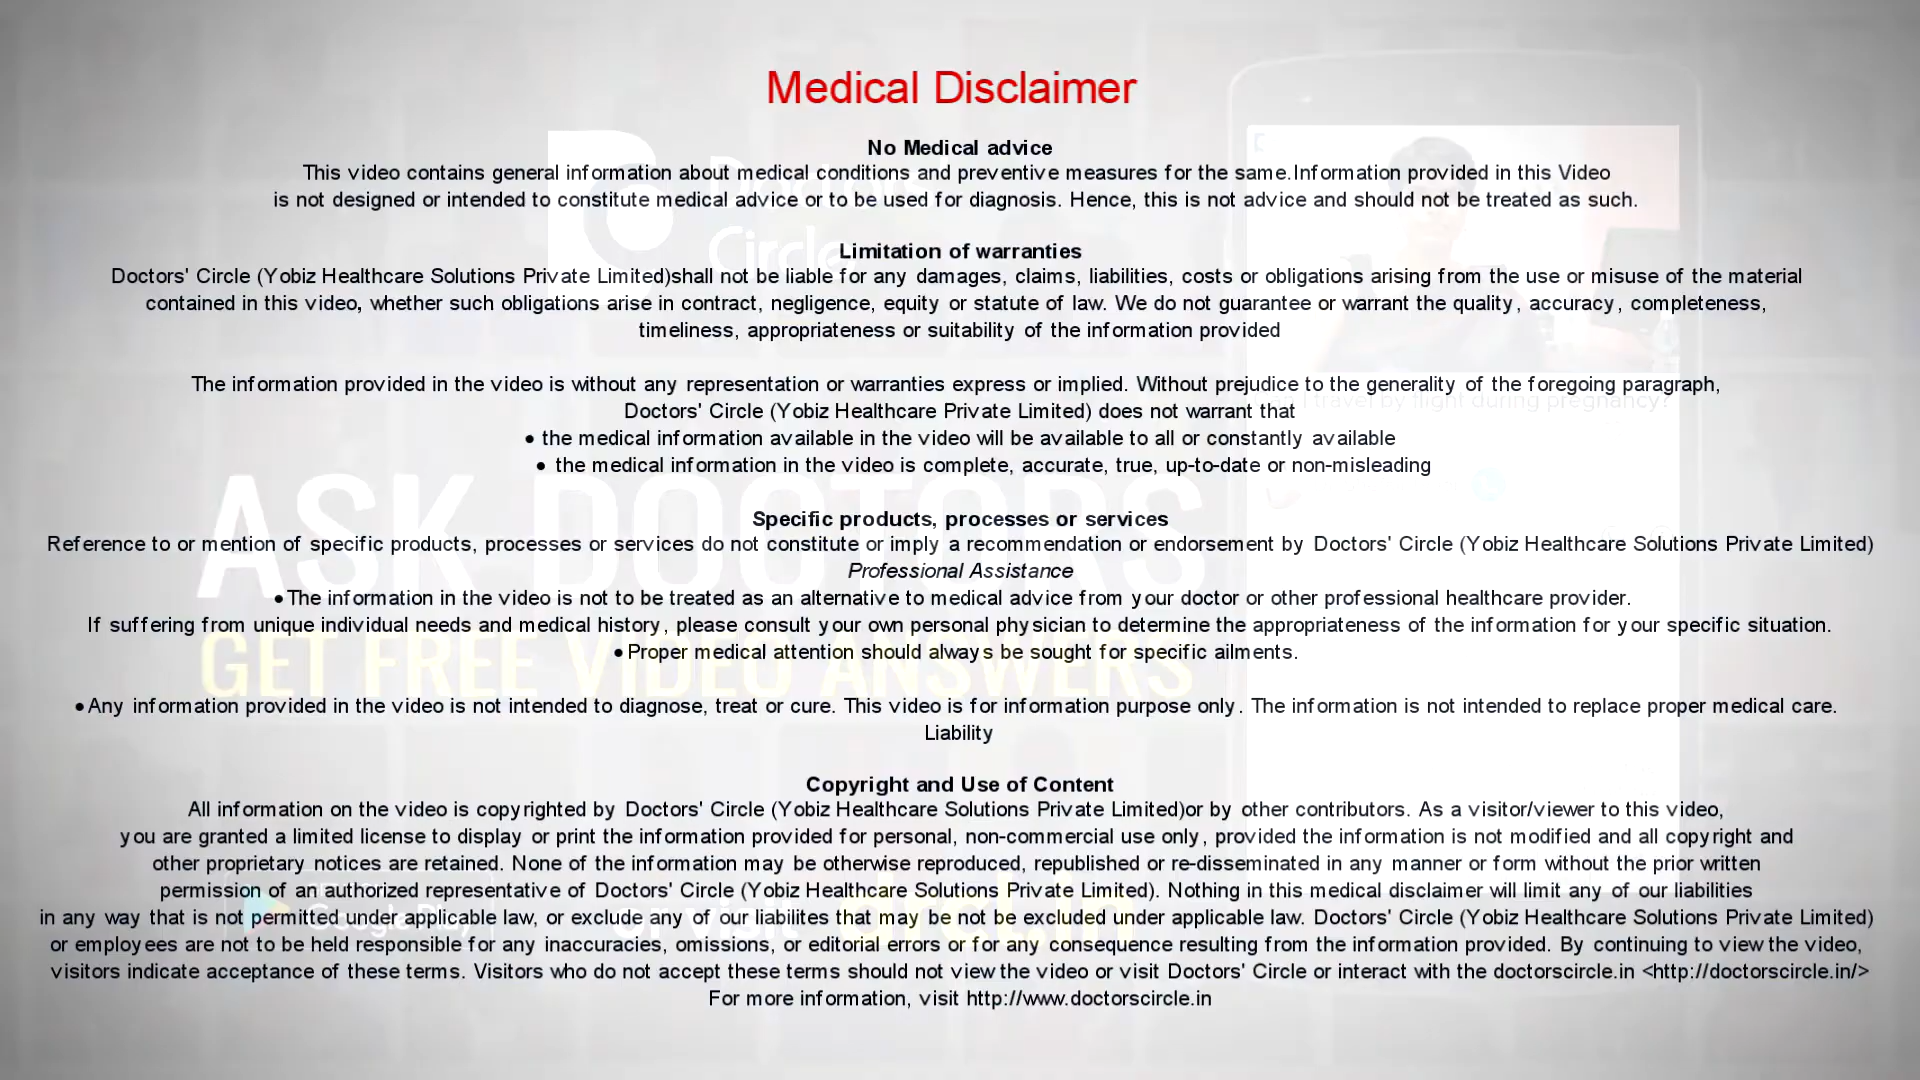 Medical Disclaimer
No Medical advice
This video contains general information about medical conditions and preventive measures for the same.Information provided in this Video
is not designed or intended to constitute medical advice or to be used for diagnosis. Hence, this is not advice and should not be treated as such.
Doctors'
Circle
Limitation of warranties
Doctors' Circle (Yobiz Healthcare Solutions Private Limited)shall not be liable for any damages, claims, liabilities, costs or obligations arising from the use or misuse of the material
contained in this video, whether such obligations arise in contract, negligence, equity or statute of law. We do not guarantee or warrant the quality, accuracy, completeness,
timeliness, appropriateness or suitability of the information provided
The information provided in the video is without any representation or warranties express or implied. Without prejudice to the generality of the foregoing paragraph,
Can I travel by flight during pregnancy?
Doctors' Circle (Yobiz Healthcare Private Limited) does not warrant that
• the medical information available in the video will be available to all or constantly available
• the medical information in the video is complete, accurate, true, up-to-date or non-misleading
ASK DOCTORS
Specific products, processes or services
Reference to or mention of specific products, processes or services do not constitute or imply a recommendation or endorsement by Doctors' Circle (Yobiz Healthcare Solutions Private Limited)
Professional Assistance
•The information in the video is not to be treated as an alternative to medical advice from your doctor or other professional healthcare provider.
If suffering from unique individual needs and medical history, please consult your own personal physician to determine the appropriateness of the information for your specific situation.
•Proper medical attention should always be sought for specific ailments.
GET FREE VIDEO ANSWERS
•Any information provided in the video is not intended to diagnose, treat or cure. This video is for information purpose only. The information is not intended to replace proper medical care.
Liability
Copyright and Use of Content
All information on the video is copyrighted by Doctors' Circle (Yobiz Healthcare Solutions Private Limited)or by other contributors. As a visitor/viewer to this video,
you are granted a limited license to display or print the information provided for personal, non-commercial use only, provided the information is not modified and all copyright and
other proprietary notices are retained. None of the information may be otherwise reproduced, republished or re-disseminated in any manner or form without the prior written
permission of an authorized representative of Doctors' Circle (Yobiz Healthcare Solutions Private Limited). Nothing in this medical disclaimer will limit any of our liabilities
in any way that is not permitted under applicable law, or exclude any of our liabilites that may be not be excluded under applicable law. Doctors' Circle (Yobiz Healthcare Solutions Private Limited)
Google Play
or visit drcl.in
or employees are not to be held responsible for any inaccuracies, omissions, or editorial errors or for any consequence resulting from the information provided. By continuing to view the video,
visitors indicate acceptance of these terms. Visitors who do not accept these terms should not view the video or visit Doctors' Circle or interact with the doctorscircle.in <http://doctorscircle.in/>
For more information, visit http://www.doctorscircle.in